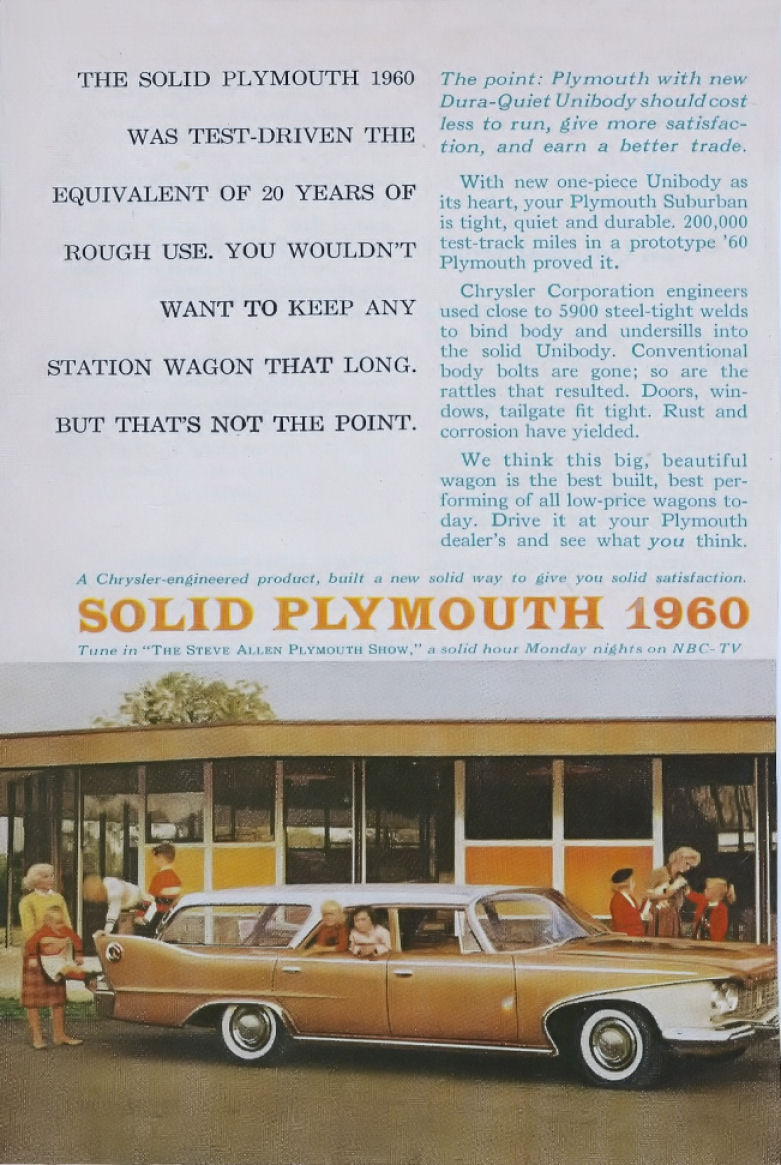 THE SOLID PLYMOUTH 1960
WAS TEST-DRIVEN THE
EQUIVALENT OF 20 YEARS OF
ROUGH USE. YOU WOULDN'T
WANT TO KEEP ANY
STATION WAGON THAT LONG.
BUT THAT'S NOT THE POINT.
The point: Plymouth with new
Dura-Quiet Unibody should cost
less to run, give more satisfac-
tion, and earn a better trade.
With new one-piece Unibody as
its heart, your Plymouth Suburban
is tight, quiet and durable. 200,000
test-track miles in a prototype '60
Plymouth proved it.
Chrysler Corporation engineers
used close to 5900 steel-tight welds
to bind body and undersills into
the solid Unibody. Conventional
body bolts are gone; so are the
rattles that resulted. Doors, win-
dows, tailgate fit tight. Rust and
corrosion have yielded.
We think this big, beautiful
wagon is the best built, best per-
forming of all low-price wagons to-
day. Drive it at your Plymouth
dealer's and see what you think.
A Chrysler-engineered product, built a new solid way to give you solid satisfaction.
SOLID PLYMOUTH 1960
Tune in "THE STEVE ALLEN PLYMOUTH SHOW," a solid hour Monday nights on NBC-TV